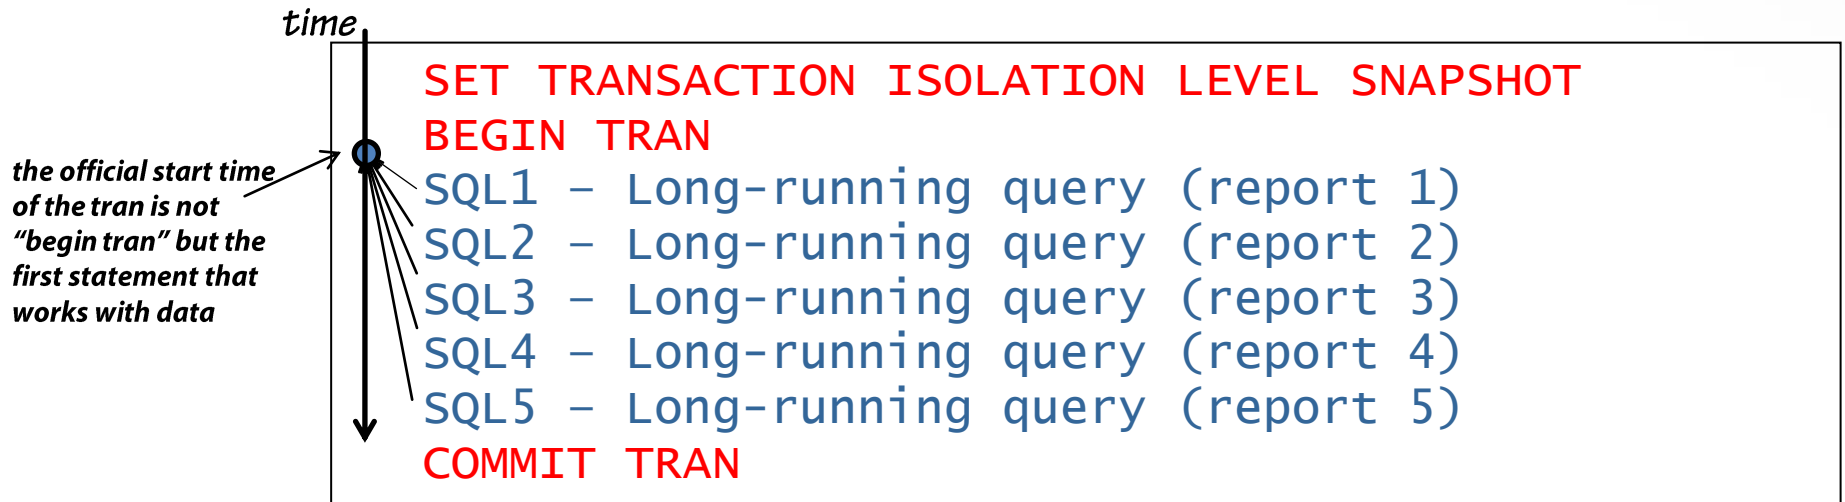 time
SET TRANSACTION ISOLATION LEVEL SNAPSHOT
BEGIN TRAN
the official start time
of the tran is not
“begin tran” but the
first statement that
works with data
SQL1 – Long-running query (report 1)
SQL2 – Long-running query (report 2)
SQL3 – Long-running query (report 3)
SQL4 – Long-running query (report 4)
SQL5 – Long-running query (report 5)
COMMIT TRAN